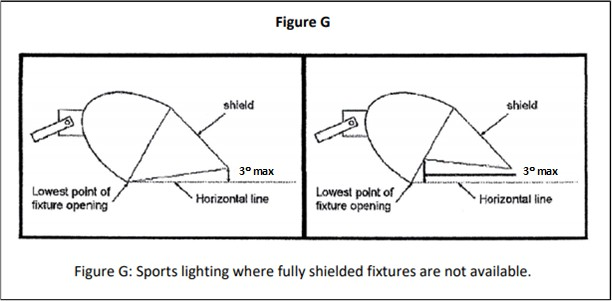 Figure G
shield
3° max
Lowest point of
fixture opening
Horizontal line
shield
3° max
Lowest point of
fixture opening
Horizontal line
Figure G: Sports lighting where fully shielded fixtures are not available.